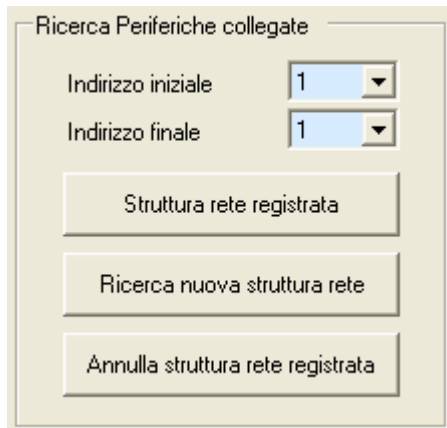 Ricerca Periferiche collegate
Indirizzo iniziale 1
Indirizzo finale 1
Struttura rete registrata
Ricerca nuova struttura rete
Annulla struttura rete registrata